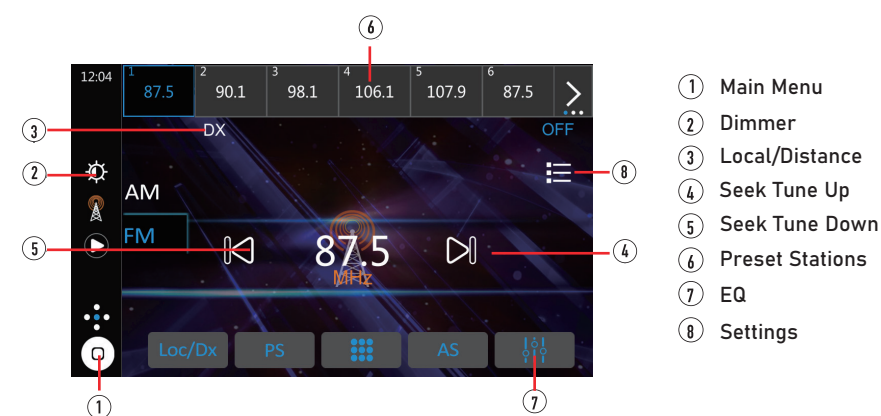 6
12:04
1 2 3 4 5 6
87.5 90.1 98.1 106.1 107.9 87.5
3 DX OFF
2 8
AM
FM
5 87.5 4
MHz
Loc/Dx PS AS
1 7
1 Main Menu
2 Dimmer
3 Local/Distance
4 Seek Tune Up
5 Seek Tune Down
6 Preset Stations
7 EQ
8 Settings